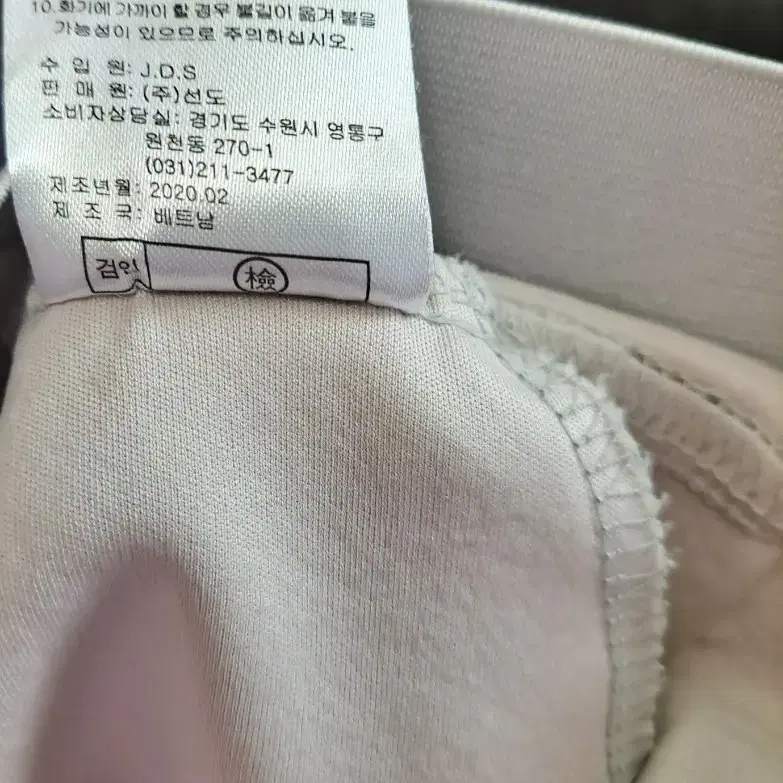 10. 화기에 가까이 할 경우 불길이 옮겨 붙을
가능성이 있으므로 주의하십시오.
수 입 원: J.D.S
판 매 원: (주)선도
소비자상담실: 경기도 수원시 영통구
원천동 270-1
(031)211-3477
제조년월: 2020.02
제 조 국: 베트남
검인 檢